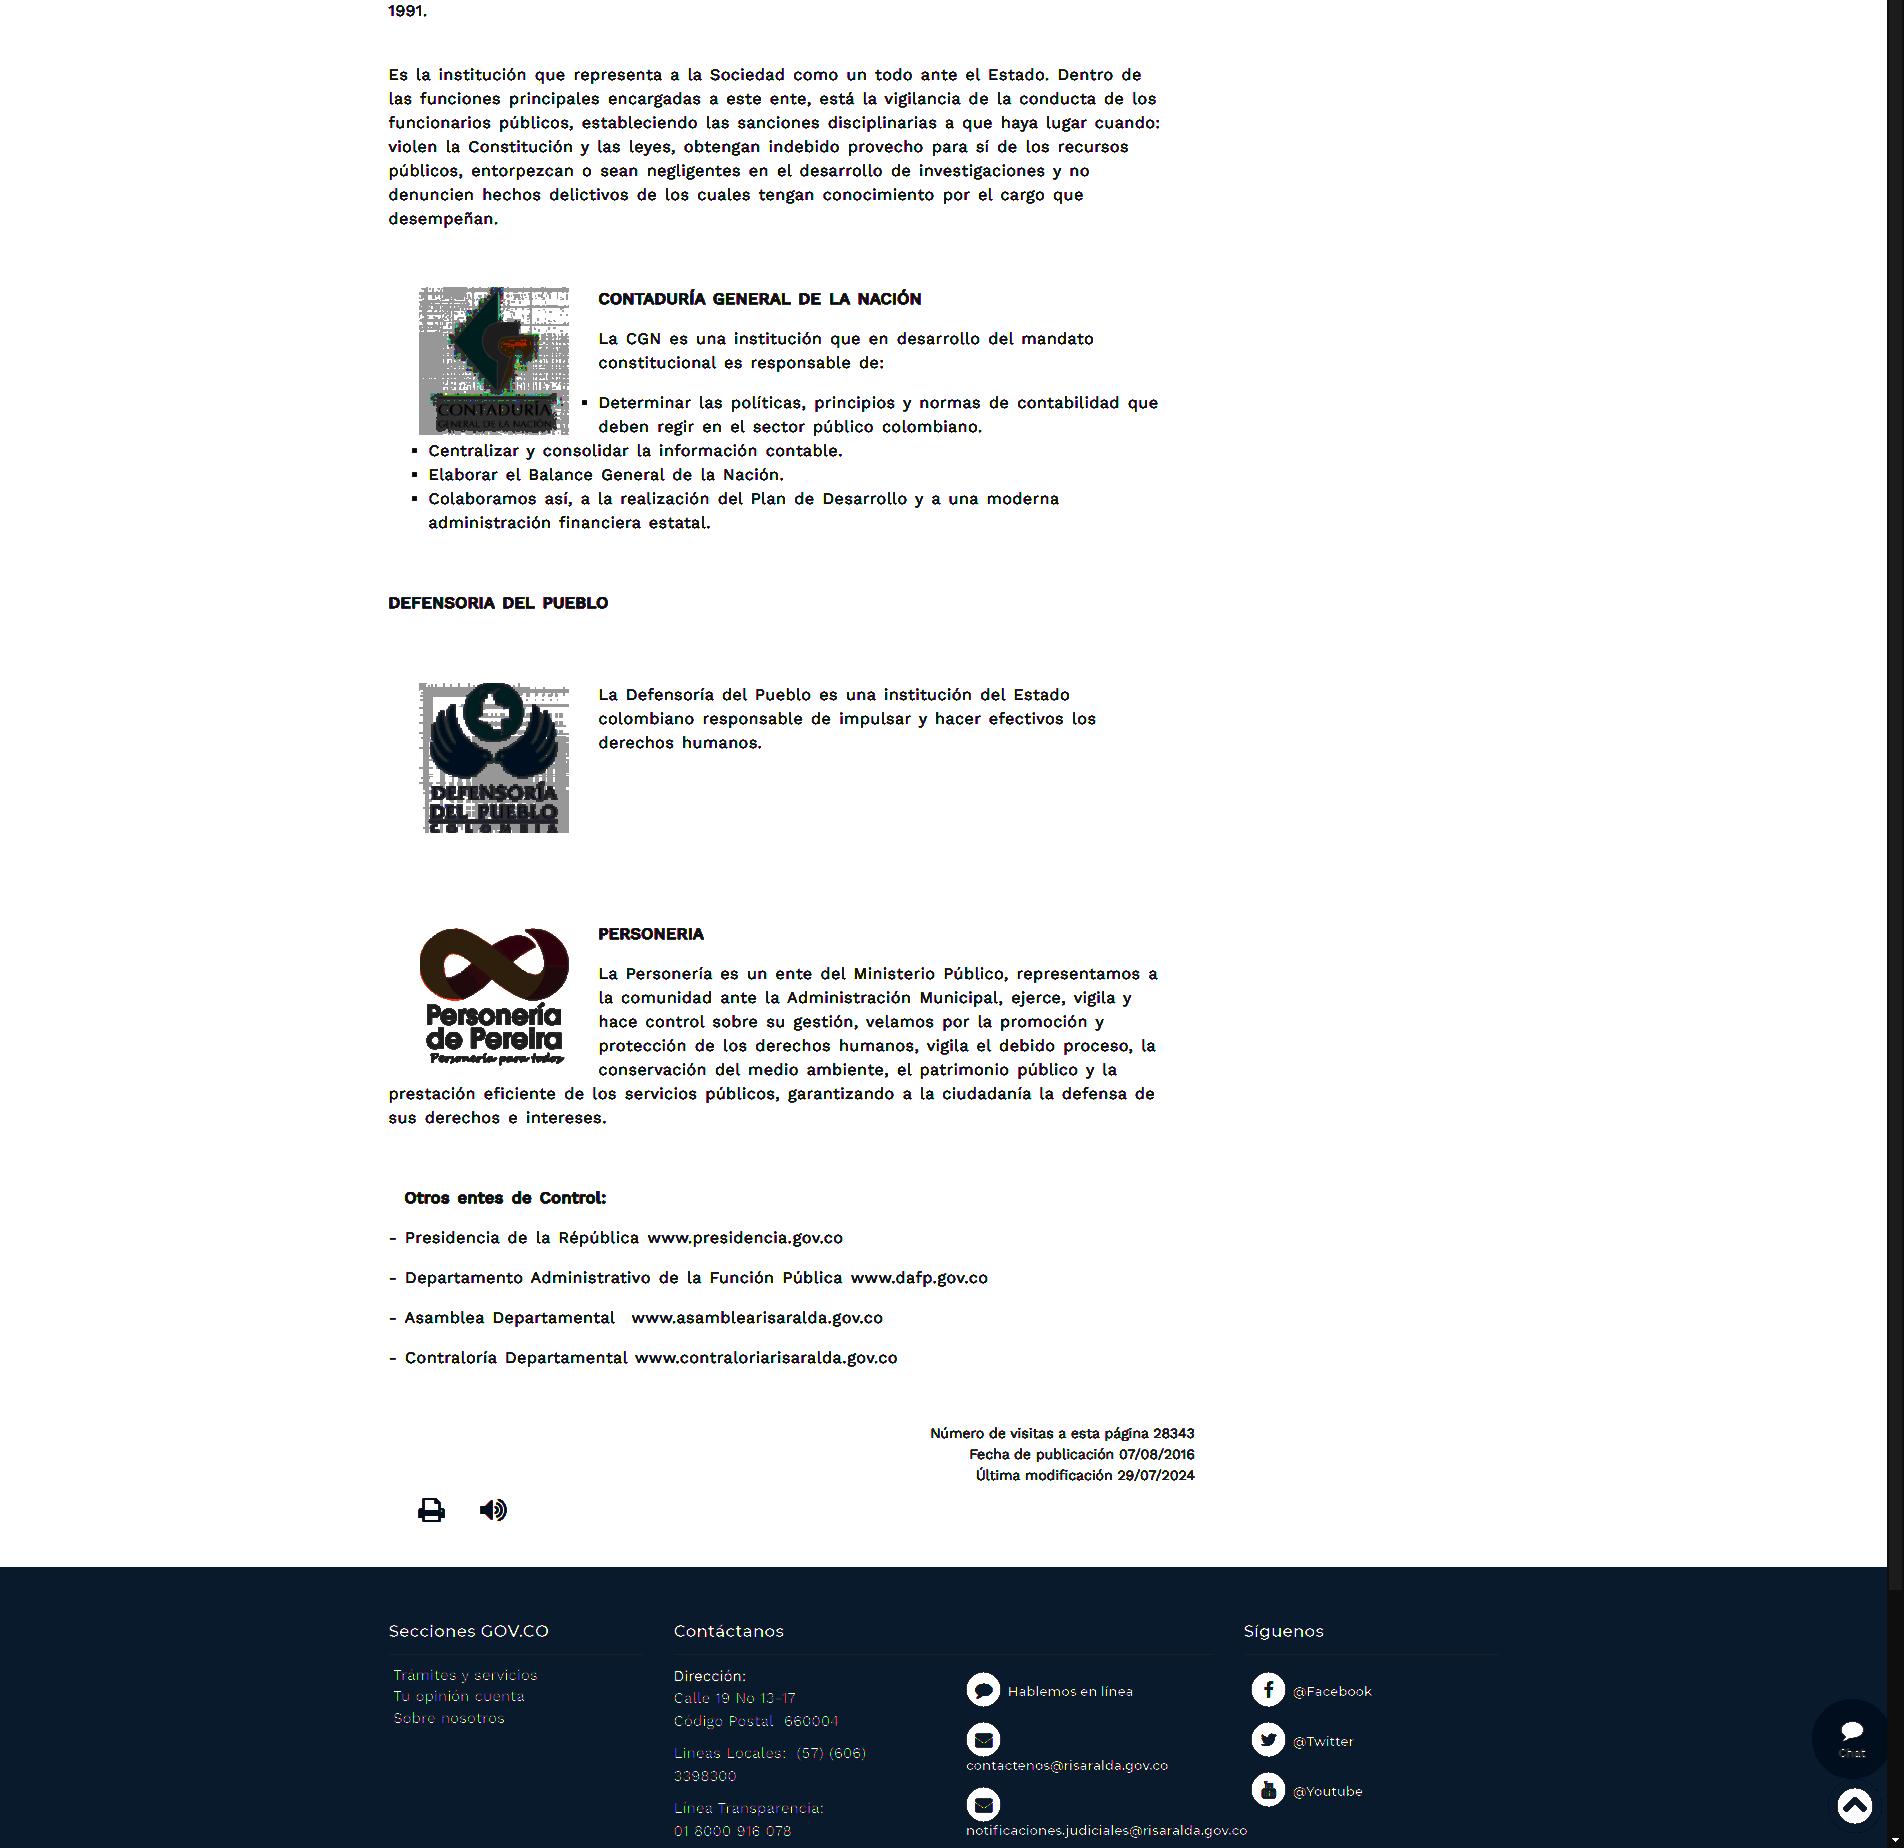 1991.
Es la institución que representa a la Sociedad como un todo ante el Estado. Dentro de
las funciones principales encargadas a este ente, está la vigilancia de la conducta de los
funcionarios públicos, estableciendo las sanciones disciplinarias a que haya lugar cuando:
violen la Constitución y las leyes, obtengan indebido provecho para sí de los recursos
públicos, entorpezcan o sean negligentes en el desarrollo de investigaciones y no
denuncien hechos delictivos de los cuales tengan conocimiento por el cargo que
desempeñan.
CONTADURÍA
GENERAL DE LA NACIÓN
CONTADURÍA GENERAL DE LA NACIÓN
La CGN es una institución que en desarrollo del mandato
constitucional es responsable de:
▪ Determinar las políticas, principios y normas de contabilidad que
deben regir en el sector público colombiano.
▪ Centralizar y consolidar la información contable.
▪ Elaborar el Balance General de la Nación.
▪ Colaboramos así, a la realización del Plan de Desarrollo y a una moderna
administración financiera estatal.
DEFENSORIA DEL PUEBLO
DEFENSORÍA
DEL PUEBLO
COLOMBIA
La Defensoría del Pueblo es una institución del Estado
colombiano responsable de impulsar y hacer efectivos los
derechos humanos.
Personería
de Pereira
Personería para todos
PERSONERIA
La Personería es un ente del Ministerio Público, representamos a
la comunidad ante la Administración Municipal, ejerce, vigila y
hace control sobre su gestión, velamos por la promoción y
protección de los derechos humanos, vigila el debido proceso, la
conservación del medio ambiente, el patrimonio público y la
prestación eficiente de los servicios públicos, garantizando a la ciudadanía la defensa de
sus derechos e intereses.
Otros entes de Control:
- Presidencia de la Répública www.presidencia.gov.co
- Departamento Administrativo de la Función Pública www.dafp.gov.co
- Asamblea Departamental www.asamblearisaralda.gov.co
- Contraloría Departamental www.contraloriarisaralda.gov.co
Número de visitas a esta página 28343
Fecha de publicación 07/08/2016
Última modificación 29/07/2024
Secciones GOV.CO
Trámites y servicios
Tu opinión cuenta
Sobre nosotros
Contáctanos
Dirección:
Calle 19 No 13-17
Código Postal 660004
Líneas Locales: (57) (606)
3398300
Línea Transparencia:
01 8000 916 078
Hablemos en línea
contactenos@risaralda.gov.co
notificaciones.judiciales@risaralda.gov.co
Síguenos
@Facebook
@Twitter
@Youtube
Chat